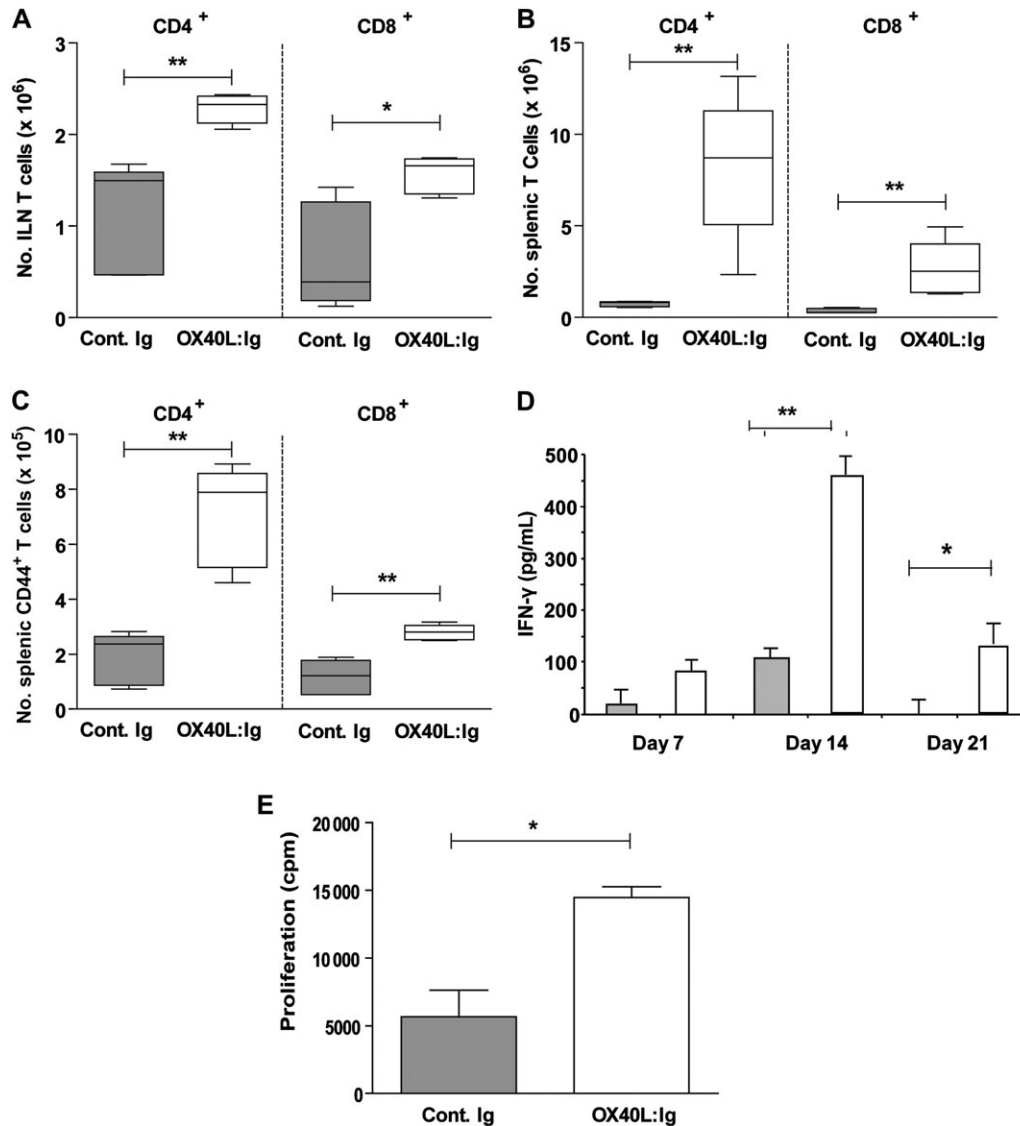 A
CD4 +
CD8 +
No. ILN T cells (x 10⁶)
3
2
1
0
**
*
Cont. Ig
OX40L:Ig
Cont. Ig
OX40L:Ig
B
CD4 +
CD8 +
No. splenic T Cells (x 10⁶)
15
10
5
0
**
**
Cont. Ig
OX40L:Ig
Cont. Ig
OX40L:Ig
C
CD4 +
CD8 +
No. splenic CD44⁺ T cells (x 10⁵)
10
8
6
4
2
0
**
**
Cont. Ig
OX40L:Ig
Cont. Ig
OX40L:Ig
D
IFN-γ (pg/mL)
500
400
300
200
100
0
**
*
Day 7
Day 14
Day 21
E
Proliferation (cpm)
20 000
15 000
10 000
5000
0
*
Cont. Ig
OX40L:Ig